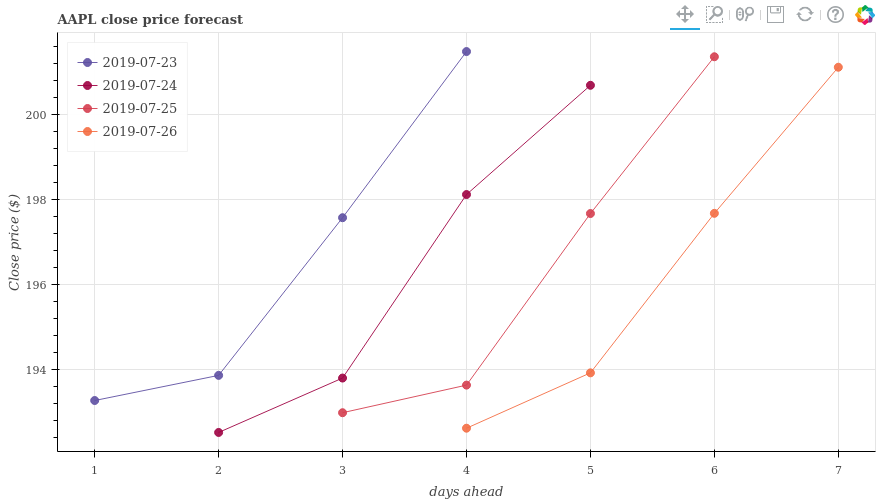 AAPL close price forecast
2019-07-23
2019-07-24
2019-07-25
2019-07-26
Close price ($)
200
198
196
194
1 2 3 4 5 6 7
days ahead